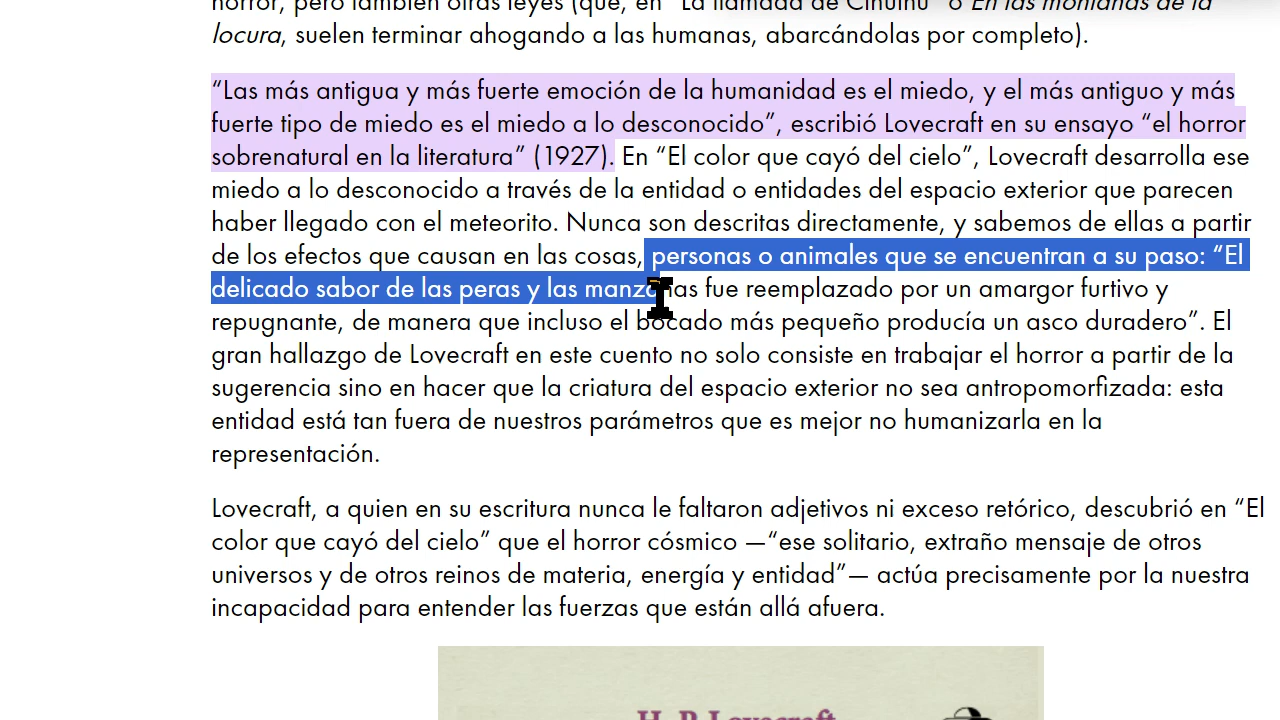 horror, pero también otras leyes (que, en “La llamada de Cthulhu” o En las montañas de la
locura, suelen terminar ahogando a las humanas, abarcándolas por completo).
“Las más antigua y más fuerte emoción de la humanidad es el miedo, y el más antiguo y más
fuerte tipo de miedo es el miedo a lo desconocido”, escribió Lovecraft en su ensayo “el horror
sobrenatural en la literatura” (1927). En “El color que cayó del cielo”, Lovecraft desarrolla ese
miedo a lo desconocido a través de la entidad o entidades del espacio exterior que parecen
haber llegado con el meteorito. Nunca son descritas directamente, y sabemos de ellas a partir
de los efectos que causan en las cosas, personas o animales que se encuentran a su paso: “El
delicado sabor de las peras y las manzanas fue reemplazado por un amargor furtivo y
repugnante, de manera que incluso el bocado más pequeño producía un asco duradero”. El
gran hallazgo de Lovecraft en este cuento no solo consiste en trabajar el horror a partir de la
sugerencia sino en hacer que la criatura del espacio exterior no sea antropomorfizada: esta
entidad está tan fuera de nuestros parámetros que es mejor no humanizarla en la
representación.
Lovecraft, a quien en su escritura nunca le faltaron adjetivos ni exceso retórico, descubrió en “El
color que cayó del cielo” que el horror cósmico —“ese solitario, extraño mensaje de otros
universos y de otros reinos de materia, energía y entidad”— actúa precisamente por la nuestra
incapacidad para entender las fuerzas que están allá afuera.
H. P. Lovecraft